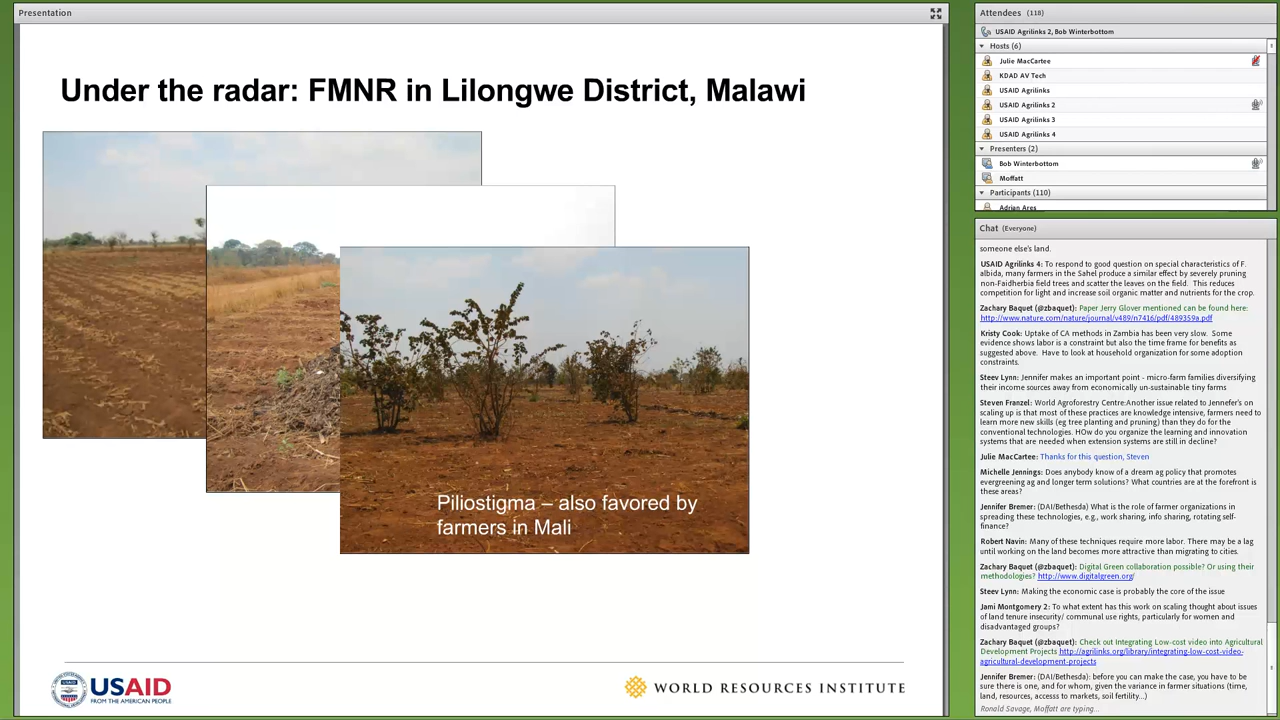 Presentation
Under the radar: FMNR in Lilongwe District, Malawi
Piliostigma – also favored by
farmers in Mali
USAID
FROM THE AMERICAN PEOPLE
WORLD RESOURCES INSTITUTE
Attendees (118)
USAID Agrilinks 2, Bob Winterbottom
Hosts (6)
Julie MacCartee
KDAD AV Tech
USAID Agrilinks
USAID Agrilinks 2
USAID Agrilinks 3
USAID Agrilinks 4
Presenters (2)
Bob Winterbottom
Moffatt
Participants (110)
Adrian Ares
Chat (Everyone)
someone else's land.
USAID Agrilinks 4: To respond to good question on special characteristics of F.
albida, many farmers in the Sahel produce a similar effect by severely pruning
non-Faidherbia field trees and scatter the leaves on the field. This reduces
competition for light and increase soil organic matter and nutrients for the crop.
Zachary Baquet (@zbaquet): Paper Jerry Glover mentioned can be found here:
http://www.nature.com/nature/journal/v489/n7416/pdf/489359a.pdf
Kristy Cook: Uptake of CA methods in Zambia has been very slow. Some
evidence shows labor is a constraint but also the time frame for benefits as
suggested above. Have to look at household organization for some adoption
constraints.
Steev Lynn: Jennifer makes an important point - micro-farm families diversifying
their income sources away from economically un-sustainable tiny farms
Steven Franzel: World Agroforestry Centre:Another issue related to Jennefer's on
scaling up is that most of these practices are knowledge intensive, farmers need to
learn more new skills (eg tree planting and pruning) than they do for the
conventional technologies. HOw do you organize the learning and innovation
systems that are needed when extension systems are still in decline?
Julie MacCartee: Thanks for this question, Steven
Michelle Jennings: Does anybody know of a dream ag policy that promotes
evergreening ag and longer term solutions? What countries are at the forefront is
these areas?
Jennifer Bremer: (DAI/Bethesda) What is the role of farmer organizations in
spreading these technologies, e.g., work sharing, info sharing, rotating self-
finance?
Robert Navin: Many of these techniques require more labor. There may be a lag
until working on the land becomes more attractive than migrating to cities.
Zachary Baquet (@zbaquet): Digital Green collaboration possible? Or using their
methodologies? http://www.digitalgreen.org/
Steev Lynn: Making the economic case is probably the core of the issue
Jami Montgomery 2: To what extent has this work on scaling thought about issues
of land tenure insecurity/ communal use rights, particularly for women and
disadvantaged groups?
Zachary Baquet (@zbaquet): Check out Integrating Low-cost video into Agricultural
Development Projects http://agrilinks.org/library/integrating-low-cost-video-
agricultural-development-projects
Jennifer Bremer: (DAI/Bethesda): before you can make the case, you have to be
sure there is one, and for whom, given the variance in farmer situations (time,
land, resources, accesss to markets, soil fertility...)
Ronald Savage, Moffatt are typing...